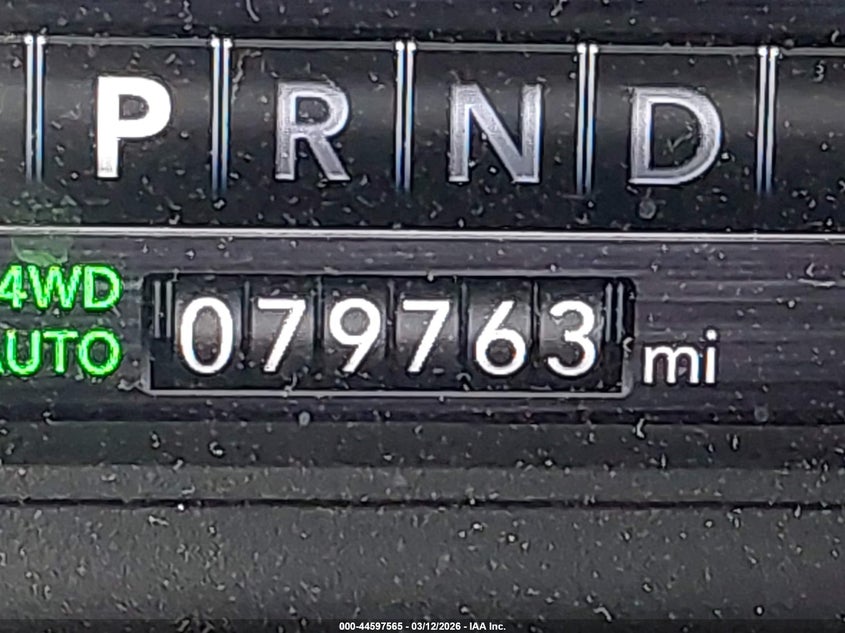 P R N D
4WD
AUTO
079763 mi
000-44597565 - 03/12/2026 - IAA Inc.